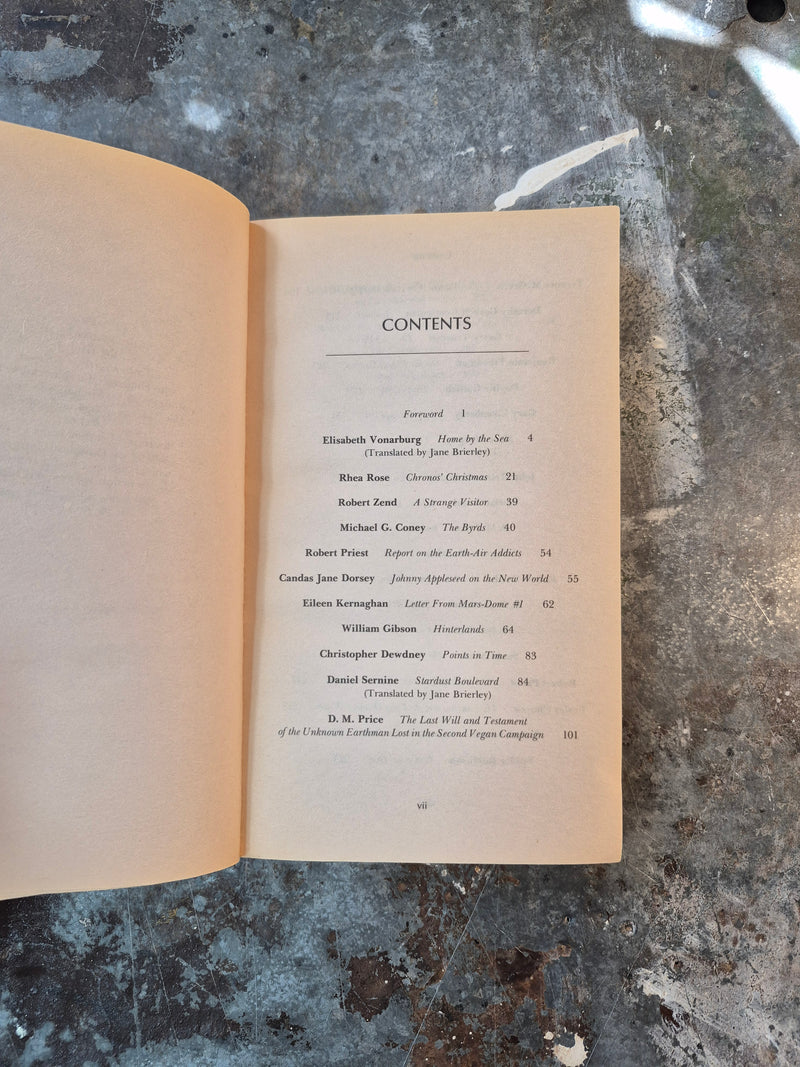 CONTENTS
Foreword 1
Elisabeth Vonarburg Home by the Sea 4
(Translated by Jane Brierley)
Rhea Rose Chronos' Christmas 21
Robert Zend A Strange Visitor 39
Michael G. Coney The Byrds 40
Robert Priest Report on the Earth-Air Addicts 54
Candas Jane Dorsey Johnny Appleseed on the New World 55
Eileen Kernaghan Letter From Mars-Dome #1 62
William Gibson Hinterlands 64
Christopher Dewdney Points in Time 83
Daniel Sernine Stardust Boulevard 84
(Translated by Jane Brierley)
D. M. Price The Last Will and Testament
of the Unknown Earthman Lost in the Second Vegan Campaign 101
vii